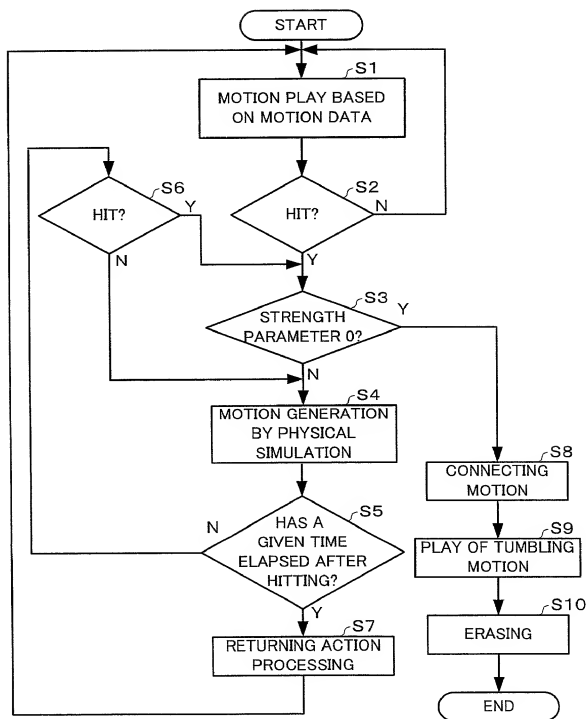 START
S1
MOTION PLAY BASED
ON MOTION DATA
S6
HIT?
Y
N
S2
HIT?
N
Y
S3
STRENGTH
PARAMETER 0?
Y
N
S4
MOTION GENERATION
BY PHYSICAL
SIMULATION
S8
CONNECTING
MOTION
S5
HAS A
GIVEN TIME
ELAPSED AFTER
HITTING?
N
Y
S9
PLAY OF TUMBLING
MOTION
S7
RETURNING ACTION
PROCESSING
S10
ERASING
END